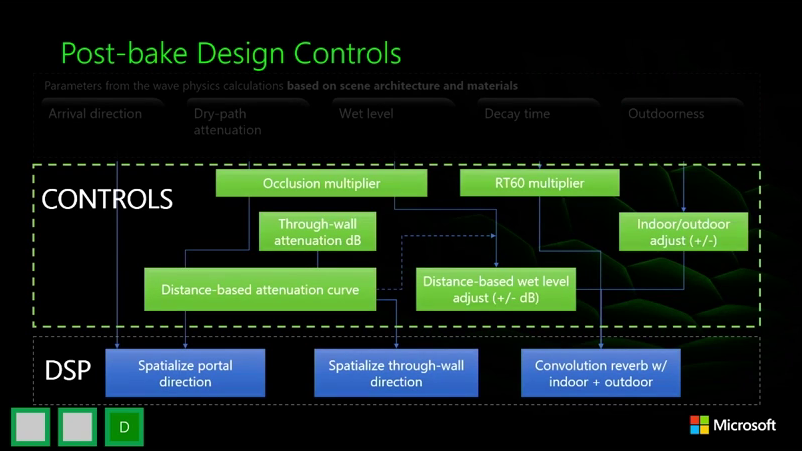 Post-bake Design Controls
Parameters from the wave physics calculations based on scene architecture and materials
Arrival direction
Dry-path
attenuation
Wet level
Decay time
Outdoorness
CONTROLS
Occlusion multiplier
RT60 multiplier
Through-wall
attenuation dB
Indoor/outdoor
adjust (+/-)
Distance-based attenuation curve
Distance-based wet level
adjust (+/- dB)
DSP
Spatialize portal
direction
Spatialize through-wall
direction
Convolution reverb w/
indoor + outdoor
D
Microsoft